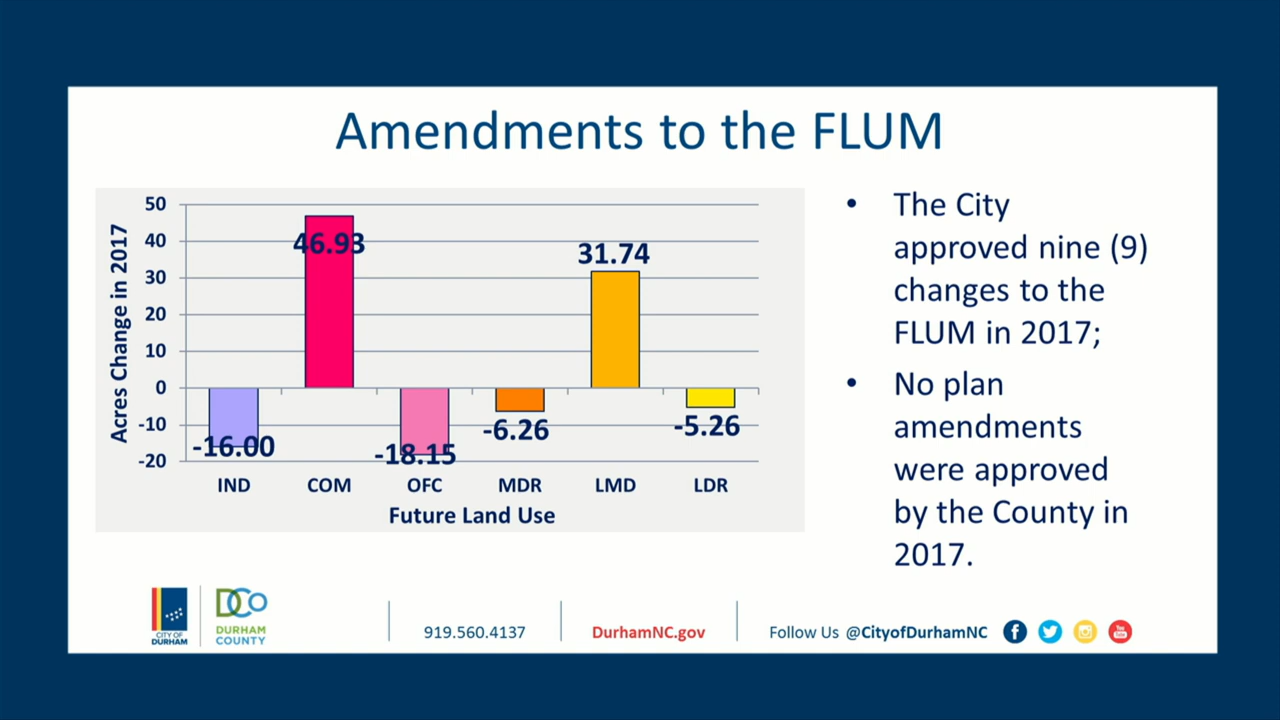 Amendments to the FLUM
Acres Change in 2017
50
40
30
20
10
0
-10
-20
46.93
31.74
-16.00
-18.15
-6.26
-5.26
IND COM OFC MDR LMD LDR
Future Land Use
• The City
approved nine (9)
changes to the
FLUM in 2017;
• No plan
amendments
were approved
by the County in
2017.
CITY OF
DURHAM
DCo
DURHAM
COUNTY
919.560.4137
DurhamNC.gov
Follow Us @CityofDurhamNC
You
Tube